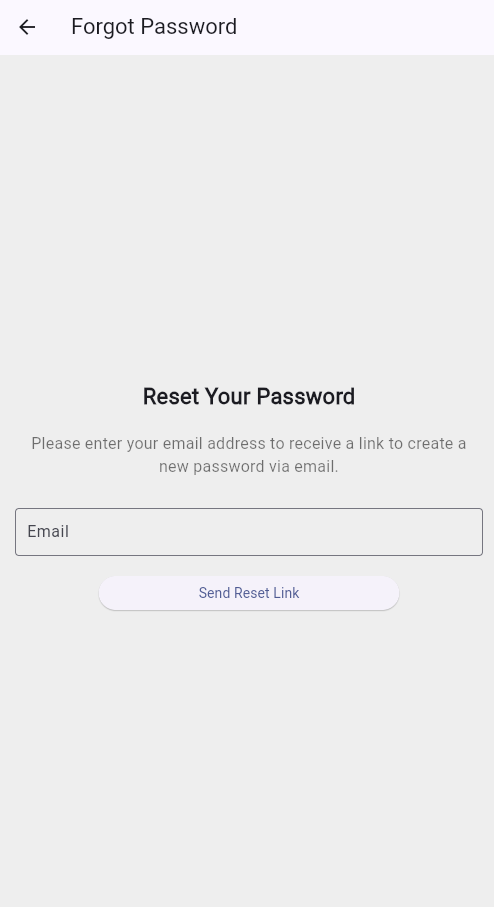 Forgot Password
Reset Your Password
Please enter your email address to receive a link to create a
new password via email.
Email
Send Reset Link